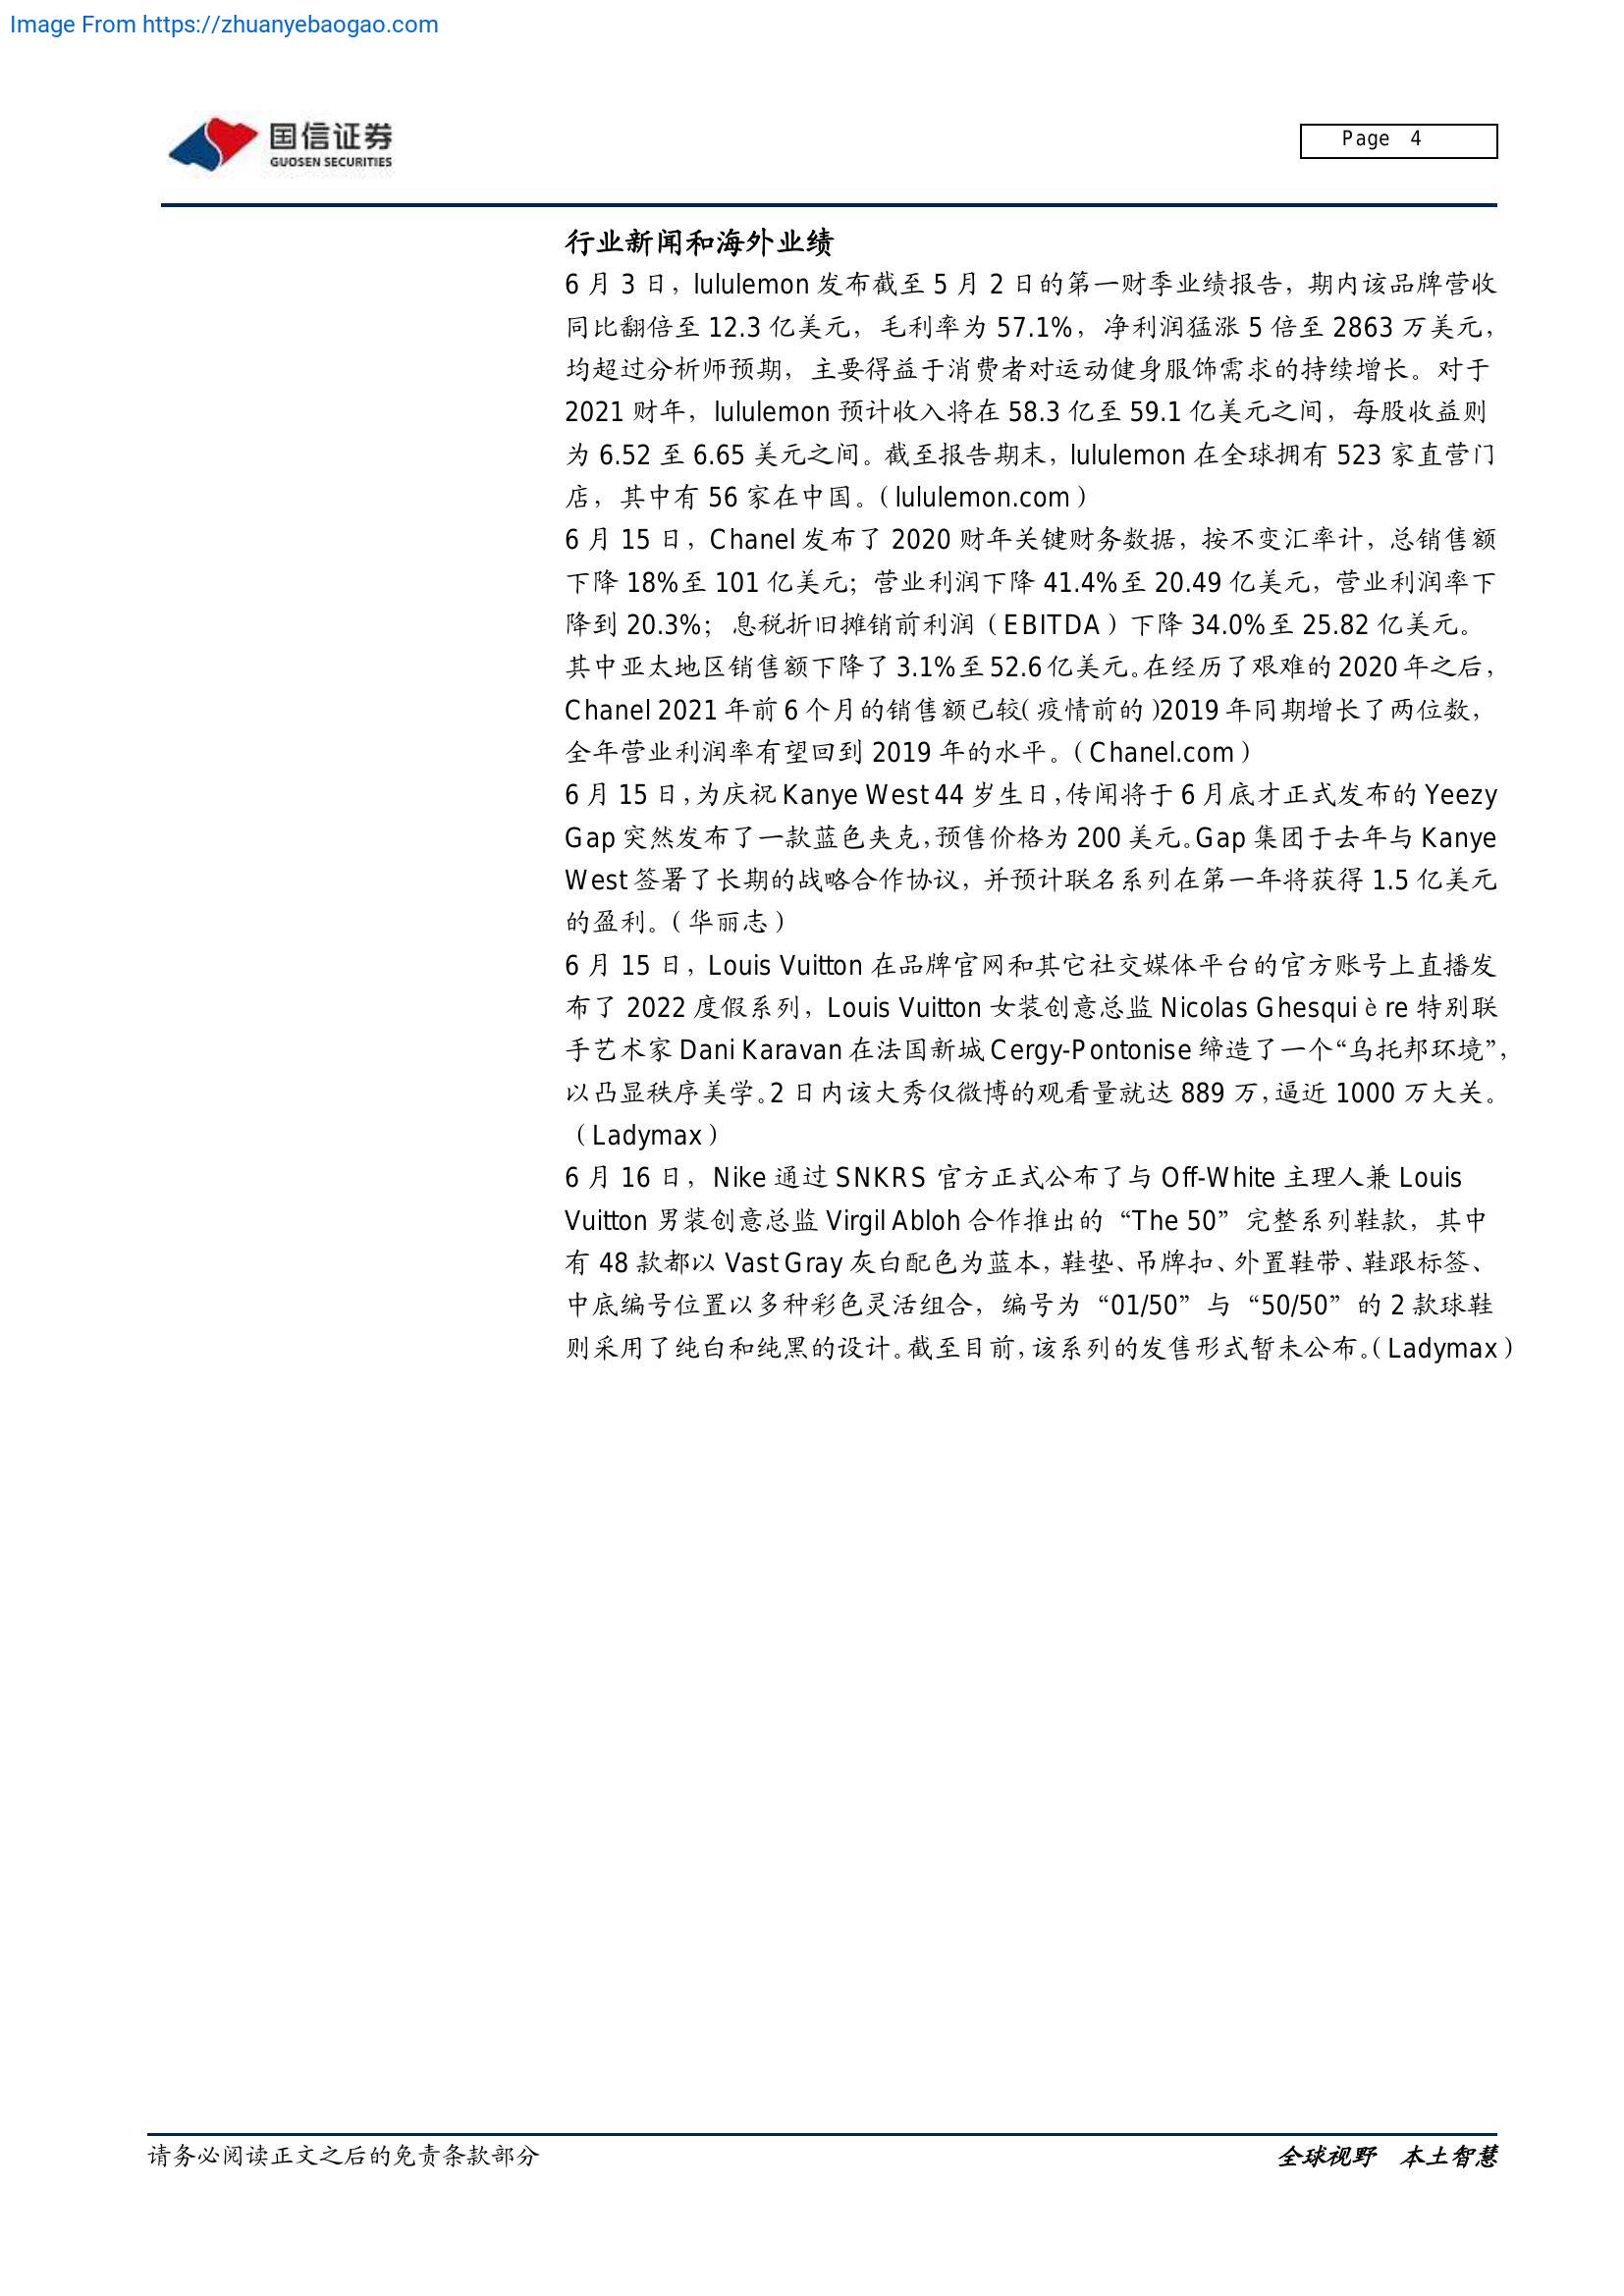 Image From https://zhuanyebaogao.com
国信证券
GUOSEN SECURITIES
Page 4
行业新闻和海外业绩
6 月 3 日，lululemon 发布截至 5 月 2 日的第一财季业绩报告，期内该品牌营收
同比翻倍至 12.3 亿美元，毛利率为 57.1%，净利润猛涨 5 倍至 2863 万美元，
均超过分析师预期，主要得益于消费者对运动健身服饰需求的持续增长。对于
2021 财年，lululemon 预计收入将在 58.3 亿至 59.1 亿美元之间，每股收益则
为 6.52 至 6.65 美元之间。截至报告期末，lululemon 在全球拥有 523 家直营门
店，其中有 56 家在中国。（lululemon.com）
6 月 15 日，Chanel 发布了 2020 财年关键财务数据，按不变汇率计，总销售额
下降 18%至 101 亿美元；营业利润下降 41.4%至 20.49 亿美元，营业利润率下
降到 20.3%；息税折旧摊销前利润（EBITDA）下降 34.0%至 25.82 亿美元。
其中亚太地区销售额下降了 3.1%至 52.6 亿美元。在经历了艰难的 2020 年之后，
Chanel 2021 年前 6 个月的销售额已较（疫情前的）2019 年同期增长了两位数，
全年营业利润率有望回到 2019 年的水平。（Chanel.com）
6 月 15 日，为庆祝 Kanye West 44 岁生日，传闻将于 6 月底才正式发布的 Yeezy
Gap 突然发布了一款蓝色夹克，预售价格为 200 美元。Gap 集团于去年与 Kanye
West 签署了长期的战略合作协议，并预计联名系列在第一年将获得 1.5 亿美元
的盈利。（华丽志）
6 月 15 日，Louis Vuitton 在品牌官网和其它社交媒体平台的官方账号上直播发
布了 2022 度假系列，Louis Vuitton 女装创意总监 Nicolas Ghesqui è re 特别联
手艺术家 Dani Karavan 在法国新城 Cergy-Pontonise 缔造了一个“乌托邦环境”，
以凸显秩序美学。2 日内该大秀仅微博的观看量就达 889 万，逼近 1000 万大关。
（Ladymax）
6 月 16 日，Nike 通过 SNKRS 官方正式公布了与 Off-White 主理人兼 Louis
Vuitton 男装创意总监 Virgil Abloh 合作推出的“The 50”完整系列鞋款，其中
有 48 款都以 Vast Gray 灰白配色为蓝本，鞋垫、吊牌扣、外置鞋带、鞋跟标签、
中底编号位置以多种彩色灵活组合，编号为“01/50”与“50/50”的 2 款球鞋
则采用了纯白和纯黑的设计。截至目前，该系列的发售形式暂未公布。（Ladymax）
请务必阅读正文之后的免责条款部分
全球视野 本土智慧